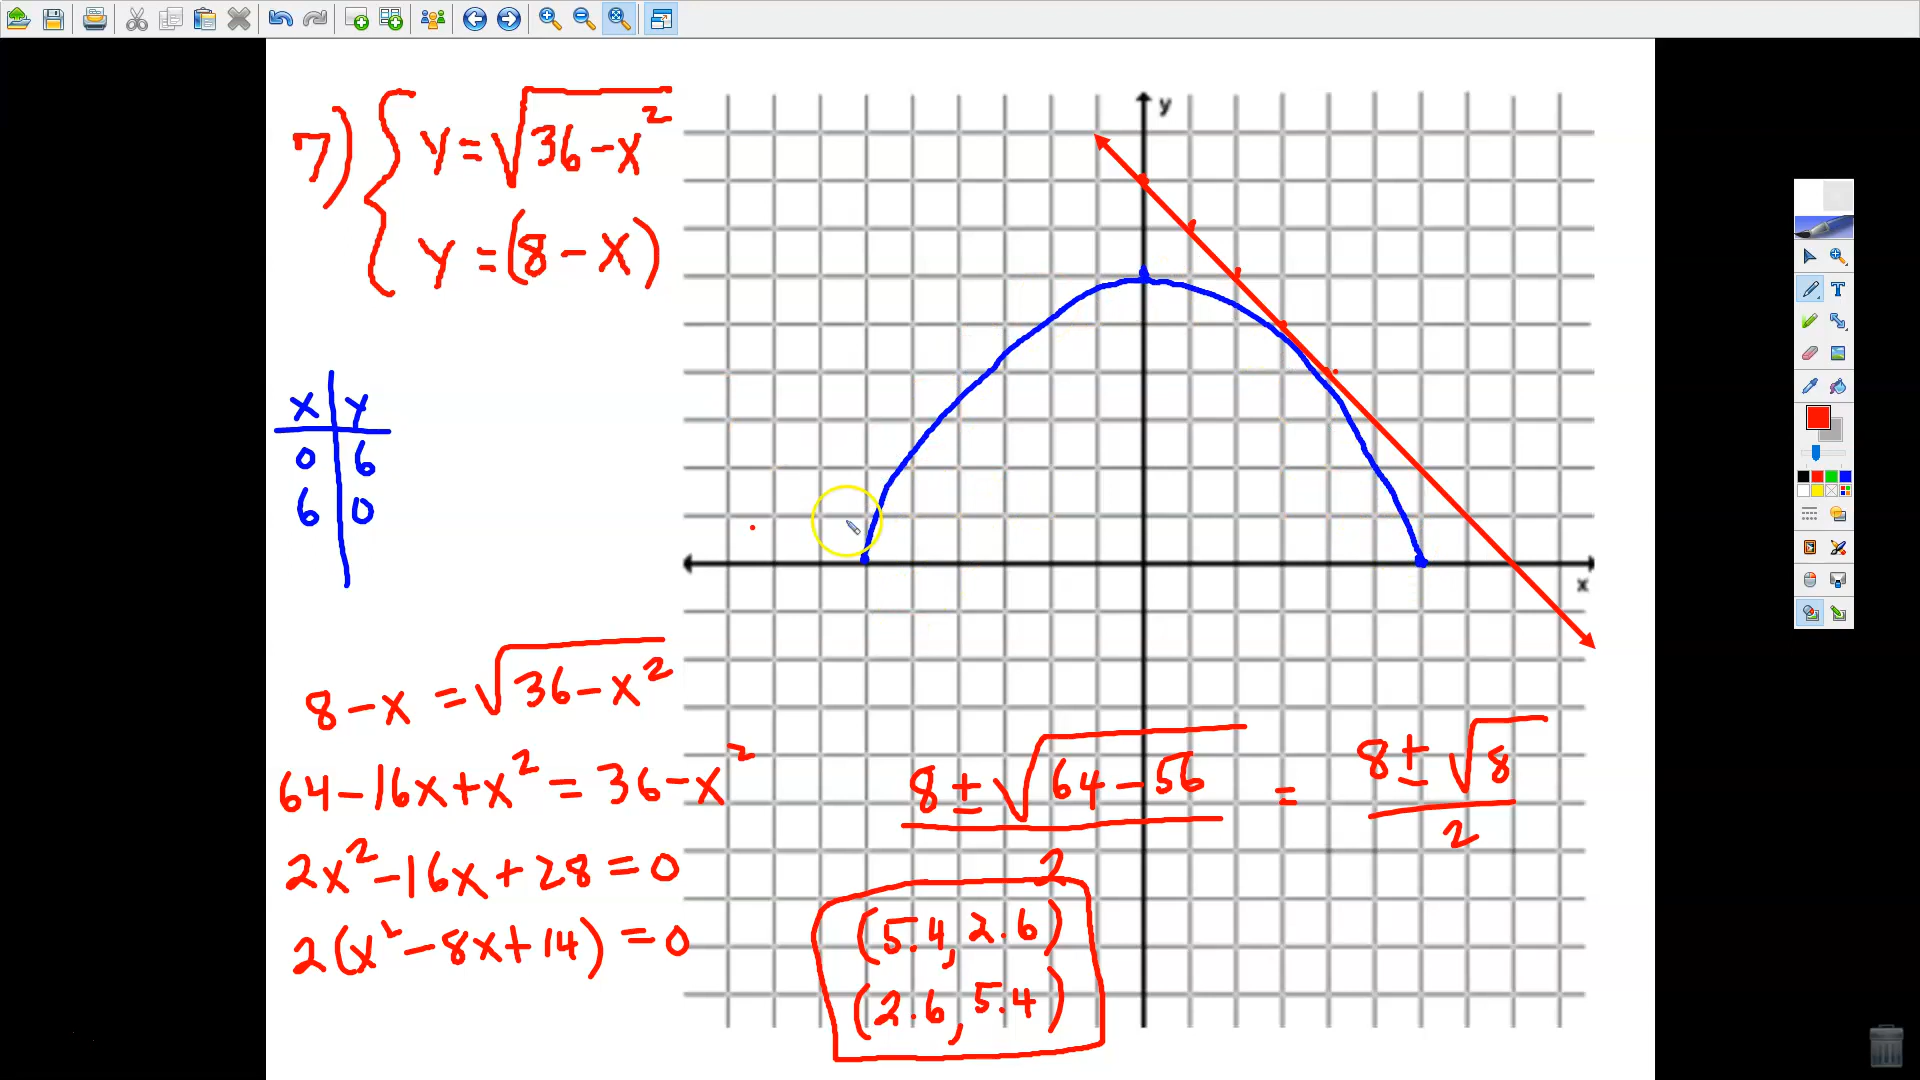 7) { y = √(36 - x²)
y = (8 - x)
y
x
x | y
0 | 6
6 | 0
8 - x = √(36 - x²)
64 - 16x + x² = 36 - x²
2x² - 16x + 28 = 0
2(x² - 8x + 14) = 0
(8 ± √(64 - 56))/2 = (8 ± √8)/2
(5.4, 2.6)
(2.6, 5.4)
T